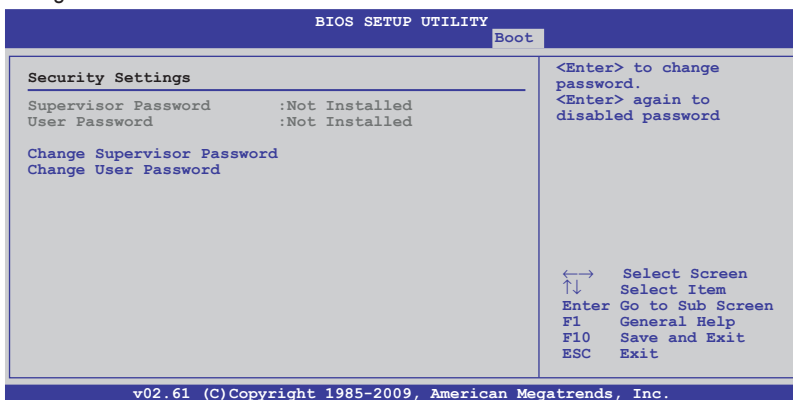 BIOS SETUP UTILITY
Boot
Security Settings
Supervisor Password :Not Installed
User Password :Not Installed
Change Supervisor Password
Change User Password
<Enter> to change
password.
<Enter> again to
disabled password
←→ Select Screen
↑↓ Select Item
Enter Go to Sub Screen
F1 General Help
F10 Save and Exit
ESC Exit
v02.61 (C)Copyright 1985-2009, American Megatrends, Inc.